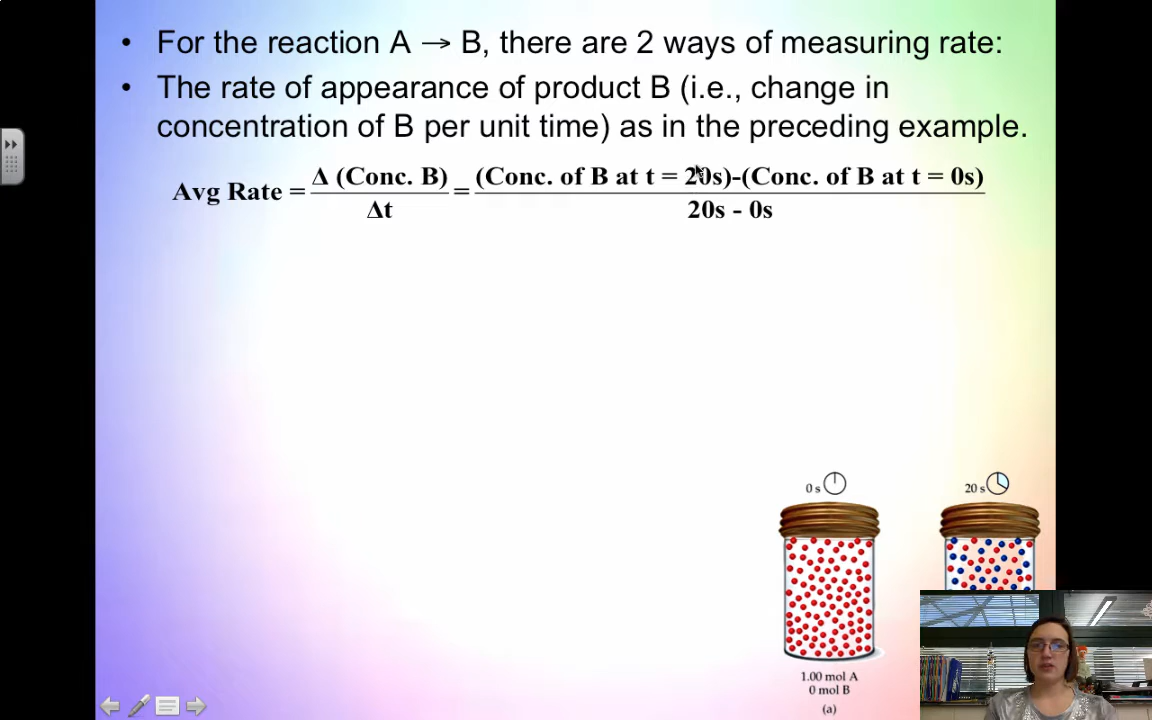 • For the reaction A → B, there are 2 ways of measuring rate:
• The rate of appearance of product B (i.e., change in
concentration of B per unit time) as in the preceding example.
Avg Rate = Δ (Conc. B) / Δt = (Conc. of B at t = 20s)-(Conc. of B at t = 0s) / 20s - 0s
0 s
20 s
1.00 mol A
0 mol B
(a)